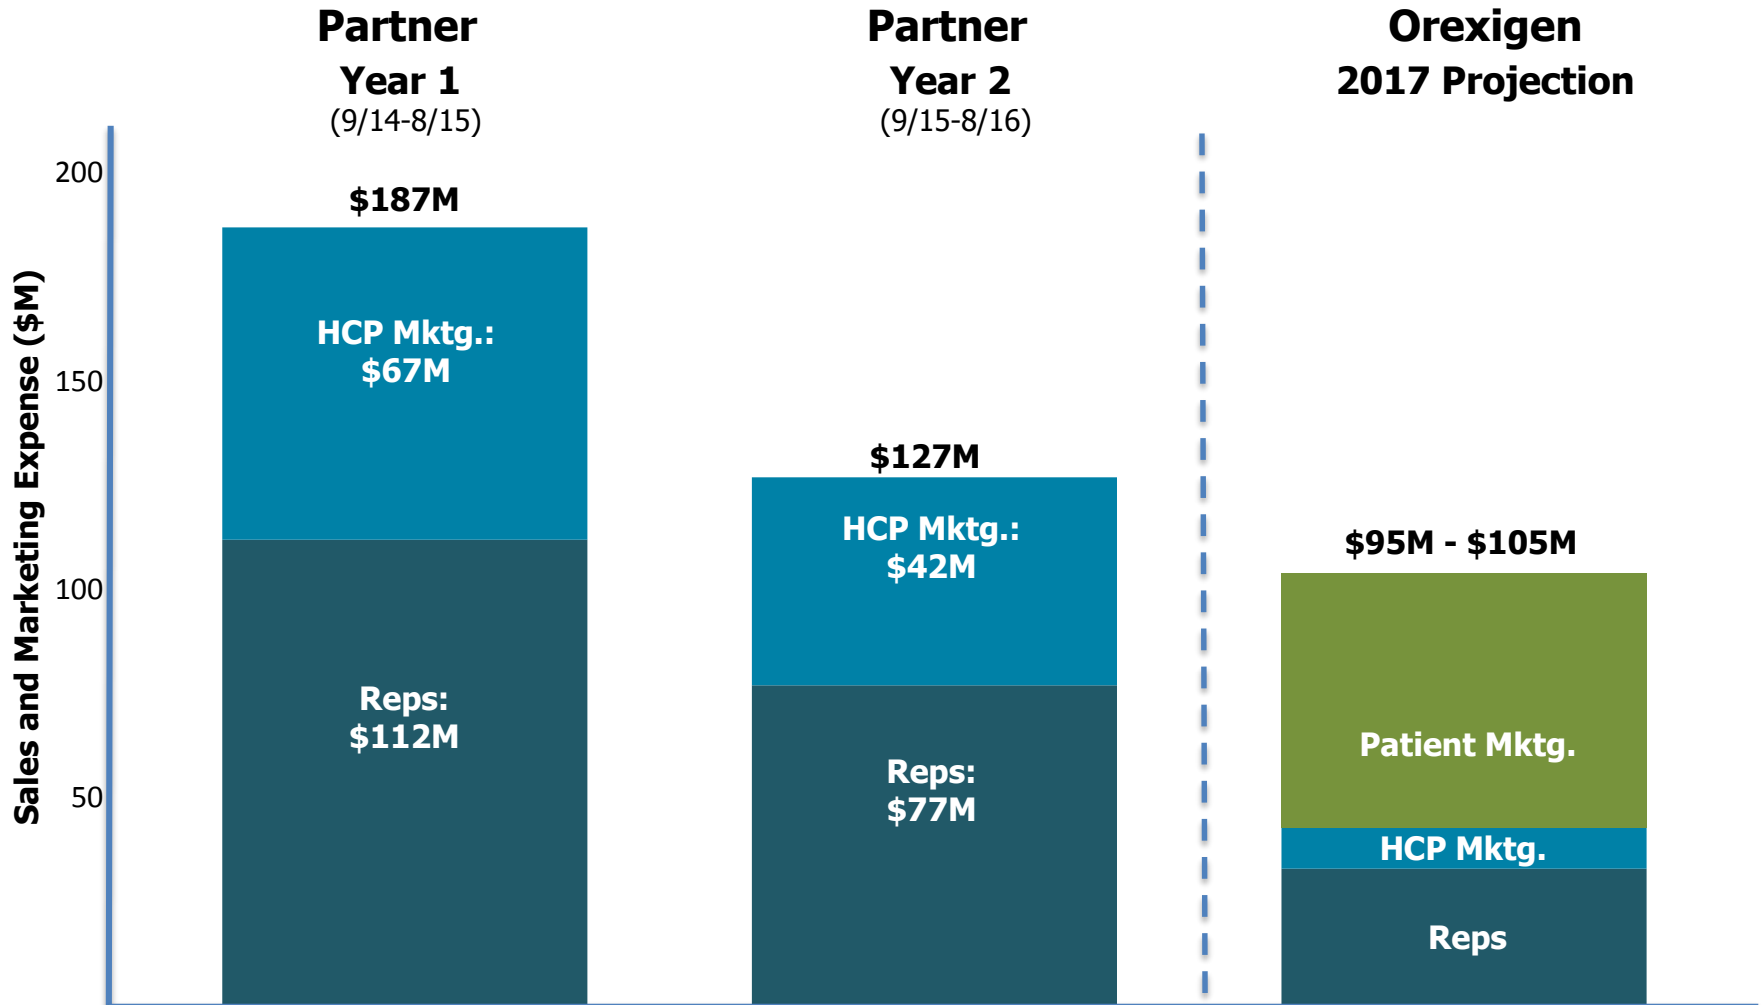 Partner
Year 1
(9/14-8/15)
Partner
Year 2
(9/15-8/16)
Orexigen
2017 Projection
Sales and Marketing Expense ($M)
200
150
100
50
$187M
HCP Mktg.:
$67M
Reps:
$112M
$127M
HCP Mktg.:
$42M
Reps:
$77M
$95M - $105M
Patient Mktg.
HCP Mktg.
Reps